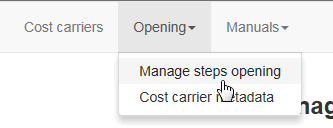 Cost carriers Opening Manuals
Manage steps opening
Cost carrier metadata